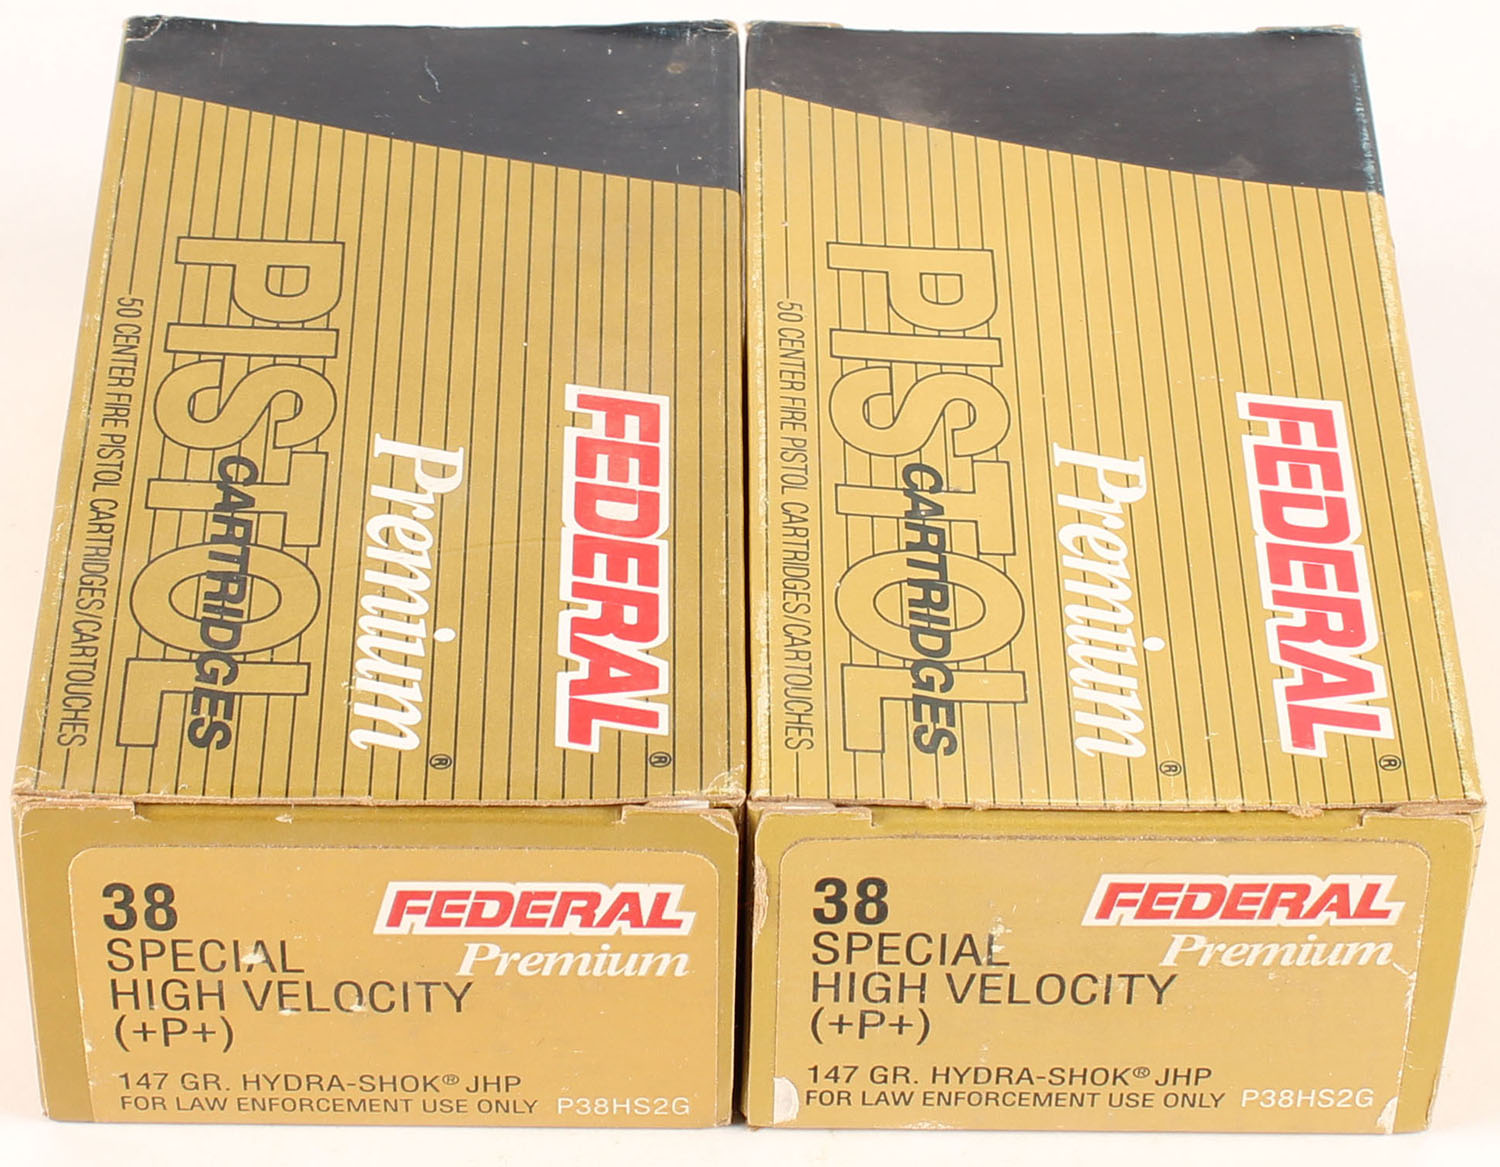 FEDERAL®
Premium®
PISTOL
CARTRIDGES
50 CENTER FIRE PISTOL CARTRIDGES/CARTOUCHES
FEDERAL®
Premium®
PISTOL
CARTRIDGES
50 CENTER FIRE PISTOL CARTRIDGES/CARTOUCHES
38 FEDERAL
SPECIAL Premium
HIGH VELOCITY
(+P+)
147 GR. HYDRA-SHOK® JHP
FOR LAW ENFORCEMENT USE ONLY P38HS2G
38 FEDERAL
SPECIAL Premium
HIGH VELOCITY
(+P+)
147 GR. HYDRA-SHOK® JHP
FOR LAW ENFORCEMENT USE ONLY P38HS2G